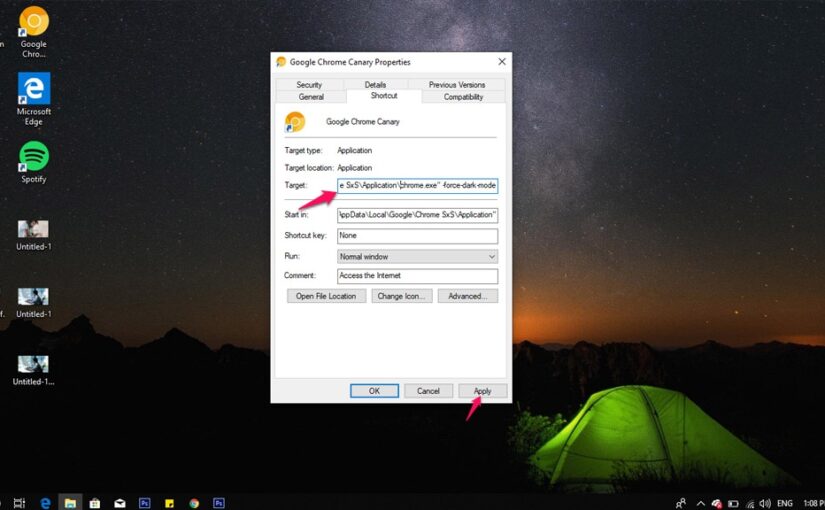 Google
Chro...
Microsoft
Edge
Spotify
Untitled-1
Untitled-1
Untitled-1...
Google Chrome Canary Properties
Security Details Previous Versions
General Shortcut Compatibility
Google Chrome Canary
Target type: Application
Target location: Application
Target: e SxS\Application\chrome.exe" -force-dark-mode
Start in: \AppData\Local\Google\Chrome SxS\Application"
Shortcut key: None
Run: Normal window
Comment: Access the Internet
Open File Location Change Icon... Advanced...
OK Cancel Apply
Ps Ps ENG 1:08 P